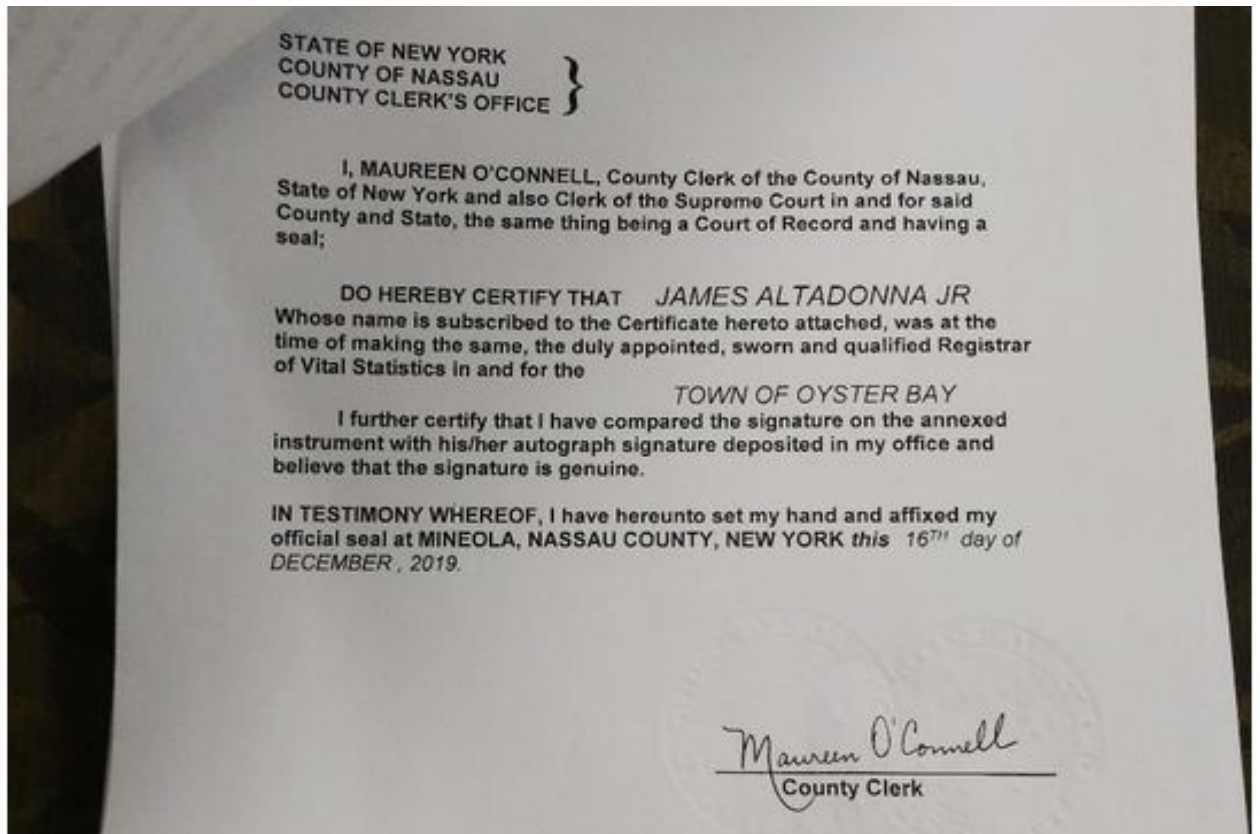 STATE OF NEW YORK
COUNTY OF NASSAU
COUNTY CLERK'S OFFICE }
I, MAUREEN O'CONNELL, County Clerk of the County of Nassau,
State of New York and also Clerk of the Supreme Court in and for said
County and State, the same thing being a Court of Record and having a
seal;
DO HEREBY CERTIFY THAT JAMES ALTADONNA JR
Whose name is subscribed to the Certificate hereto attached, was at the
time of making the same, the duly appointed, sworn and qualified Registrar
of Vital Statistics in and for the
TOWN OF OYSTER BAY
I further certify that I have compared the signature on the annexed
instrument with his/her autograph signature deposited in my office and
believe that the signature is genuine.
IN TESTIMONY WHEREOF, I have hereunto set my hand and affixed my
official seal at MINEOLA, NASSAU COUNTY, NEW YORK this 16TH day of
DECEMBER , 2019.
Maureen O'Connell
County Clerk